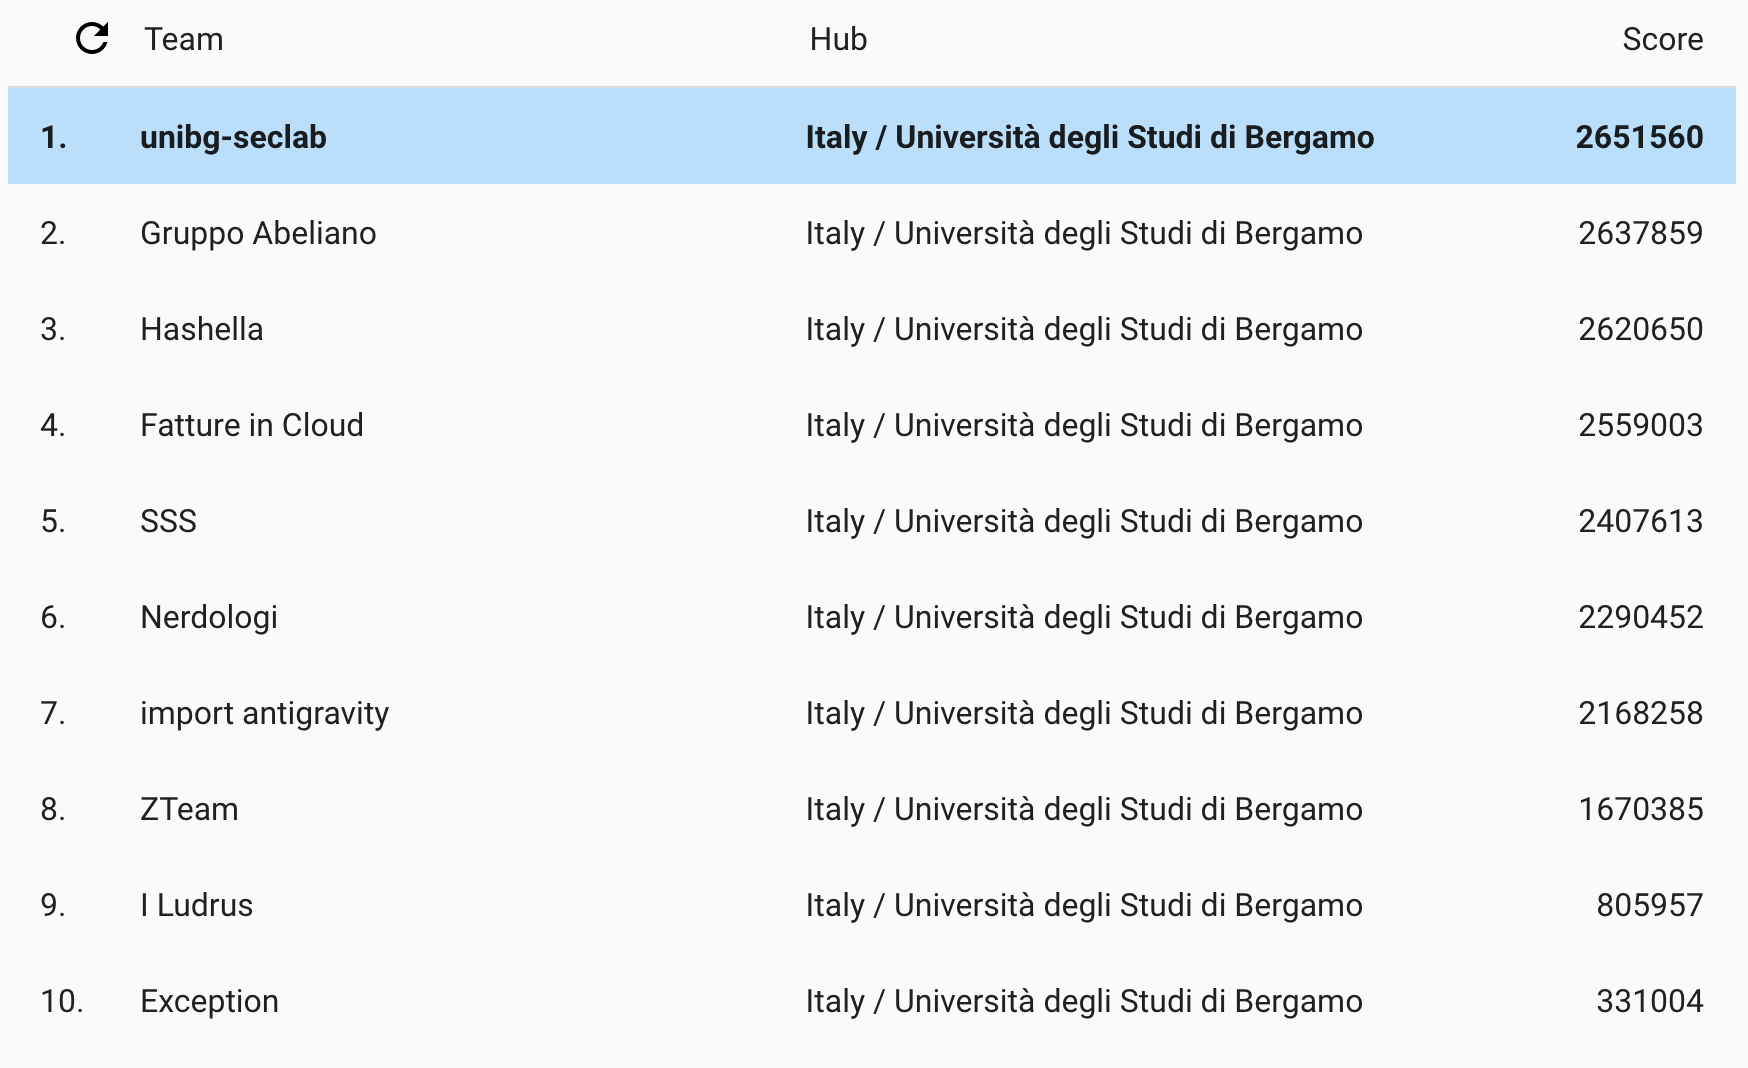 Team Hub Score
1. unibg-seclab Italy / Università degli Studi di Bergamo 2651560
2. Gruppo Abeliano Italy / Università degli Studi di Bergamo 2637859
3. Hashella Italy / Università degli Studi di Bergamo 2620650
4. Fatture in Cloud Italy / Università degli Studi di Bergamo 2559003
5. SSS Italy / Università degli Studi di Bergamo 2407613
6. Nerdologi Italy / Università degli Studi di Bergamo 2290452
7. import antigravity Italy / Università degli Studi di Bergamo 2168258
8. ZTeam Italy / Università degli Studi di Bergamo 1670385
9. I Ludrus Italy / Università degli Studi di Bergamo 805957
10. Exception Italy / Università degli Studi di Bergamo 331004